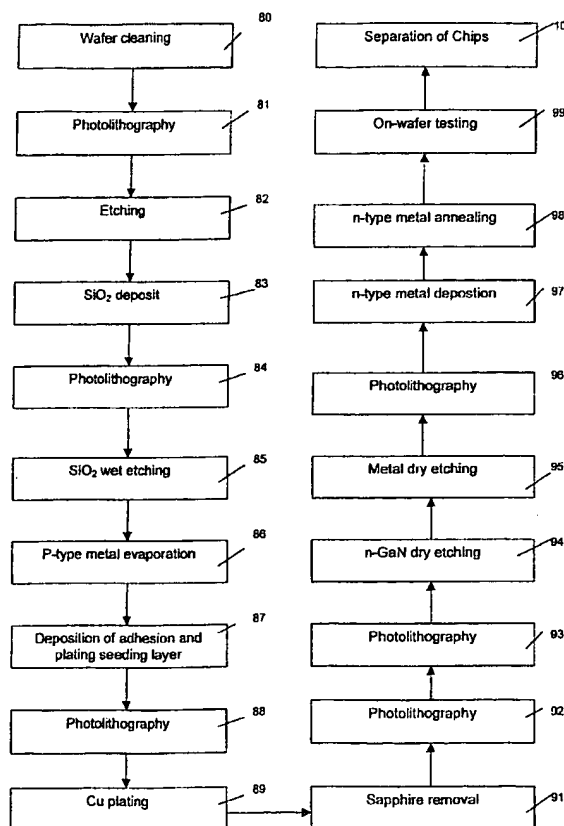 Wafer cleaning
80
Photolithography
81
Etching
82
SiO₂ deposit
83
Photolithography
84
SiO₂ wet etching
85
P-type metal evaporation
86
Deposition of adhesion and
plating seeding layer
87
Photolithography
88
Cu plating
89
Sapphire removal
91
Photolithography
92
Photolithography
93
n-GaN dry etching
94
Metal dry etching
95
Photolithography
96
n-type metal depostion
97
n-type metal annealing
98
On-wafer testing
99
Separation of Chips
10